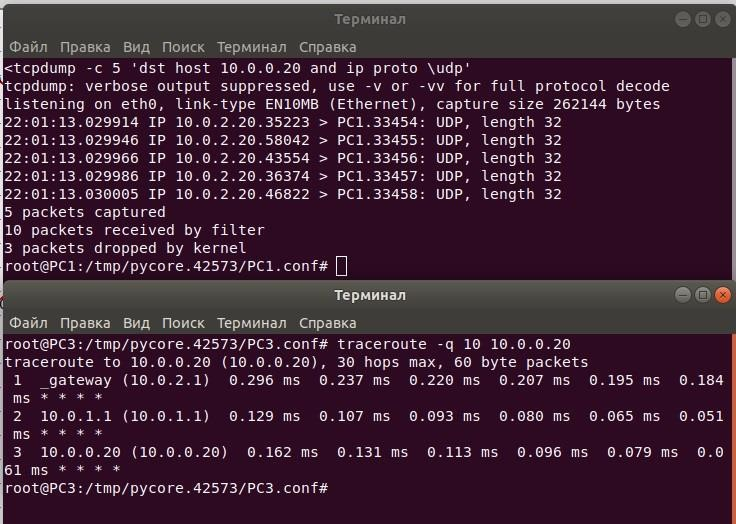 Терминал
Файл Правка Вид Поиск Терминал Справка
<tcpdump -c 5 'dst host 10.0.0.20 and ip proto \udp'
tcpdump: verbose output suppressed, use -v or -vv for full protocol decode
listening on eth0, link-type EN10MB (Ethernet), capture size 262144 bytes
22:01:13.029914 IP 10.0.2.20.35223 > PC1.33454: UDP, length 32
22:01:13.029946 IP 10.0.2.20.58042 > PC1.33455: UDP, length 32
22:01:13.029966 IP 10.0.2.20.43554 > PC1.33456: UDP, length 32
22:01:13.029986 IP 10.0.2.20.36374 > PC1.33457: UDP, length 32
22:01:13.030005 IP 10.0.2.20.46822 > PC1.33458: UDP, length 32
5 packets captured
10 packets received by filter
3 packets dropped by kernel
root@PC1:/tmp/pycore.42573/PC1.conf#
Терминал
Файл Правка Вид Поиск Терминал Справка
root@PC3:/tmp/pycore.42573/PC3.conf# traceroute -q 10 10.0.0.20
traceroute to 10.0.0.20 (10.0.0.20), 30 hops max, 60 byte packets
1 _gateway (10.0.2.1) 0.296 ms 0.237 ms 0.220 ms 0.207 ms 0.195 ms 0.184
ms * * * *
2 10.0.1.1 (10.0.1.1) 0.129 ms 0.107 ms 0.093 ms 0.080 ms 0.065 ms 0.051
ms * * * *
3 10.0.0.20 (10.0.0.20) 0.162 ms 0.131 ms 0.113 ms 0.096 ms 0.079 ms 0.0
61 ms * * * *
root@PC3:/tmp/pycore.42573/PC3.conf#